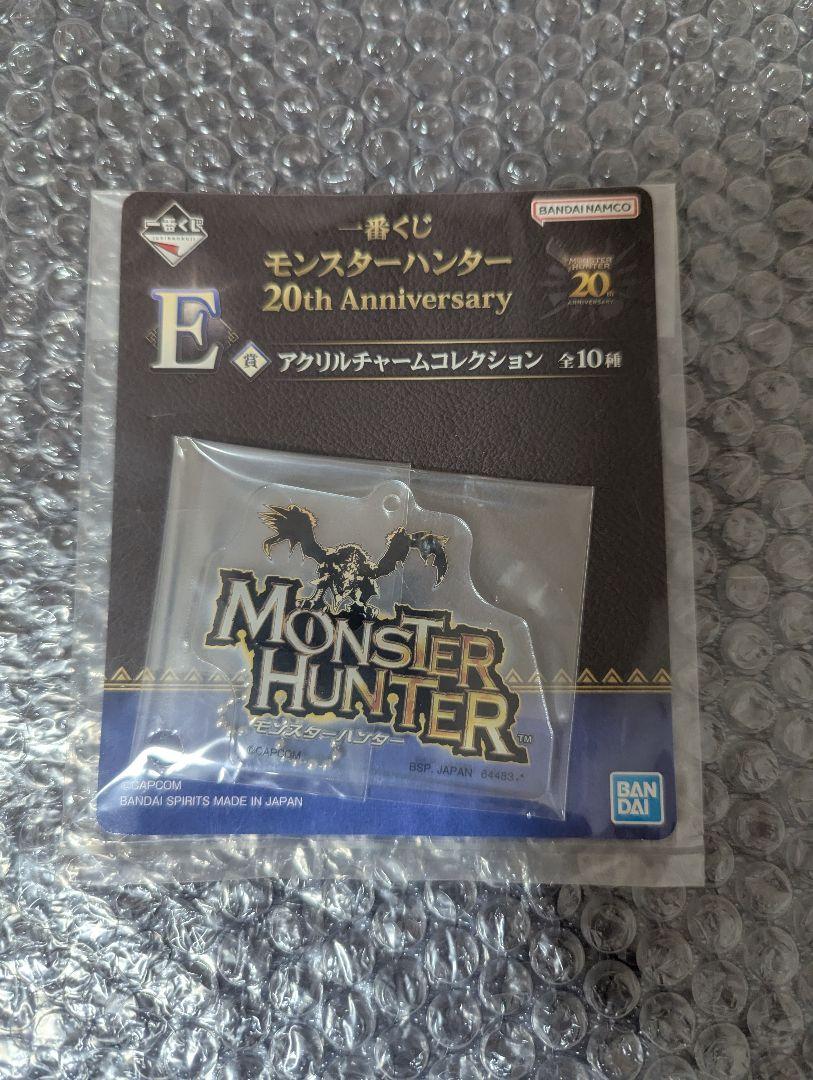 一番くじ
ichibankuji
BANDAI NAMCO
一番くじ
モンスターハンター
20th Anniversary
MONSTER
HUNTER
20th
ANNIVERSARY
E賞 アクリルチャームコレクション 全10種
MONSTER
HUNTER™
モンスターハンター
©CAPCOM
BSP. JAPAN 64483.*
©CAPCOM
BANDAI SPIRITS MADE IN JAPAN
BAN
DAI